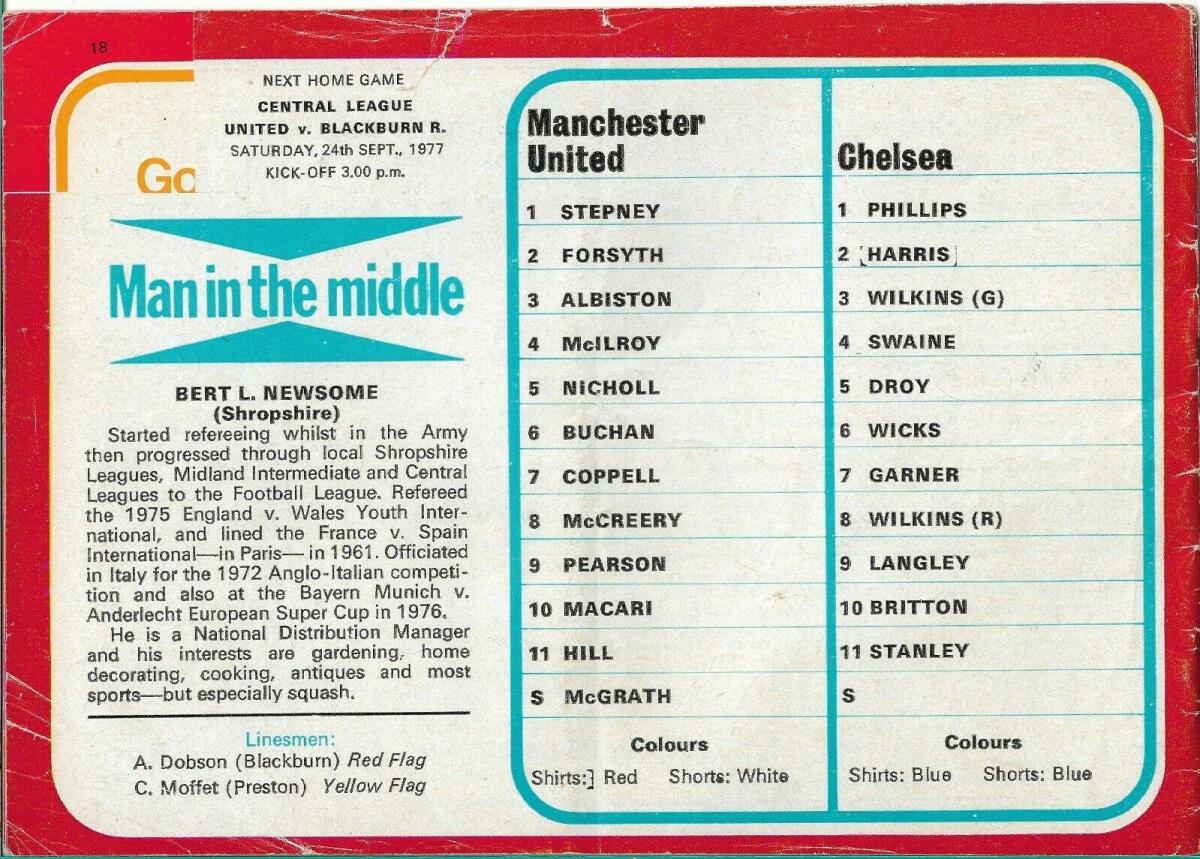 18
NEXT HOME GAME
CENTRAL LEAGUE
UNITED v. BLACKBURN R.
SATURDAY, 24th SEPT., 1977
KICK-OFF 3.00 p.m.
Go
Man in the middle
BERT L. NEWSOME
(Shropshire)
Started refereeing whilst in the Army
then progressed through local Shropshire
Leagues, Midland Intermediate and Central
Leagues to the Football League. Refereed
the 1975 England v. Wales Youth Inter-
national, and lined the France v. Spain
International—in Paris— in 1961. Officiated
in Italy for the 1972 Anglo-Italian competi-
tion and also at the Bayern Munich v.
Anderlecht European Super Cup in 1976.
He is a National Distribution Manager
and his interests are gardening, home
decorating, cooking, antiques and most
sports—but especially squash.
Linesmen:
A. Dobson (Blackburn) Red Flag
C. Moffet (Preston) Yellow Flag
Manchester
United
1 STEPNEY
2 FORSYTH
3 ALBISTON
4 McILROY
5 NICHOLL
6 BUCHAN
7 COPPELL
8 McCREERY
9 PEARSON
10 MACARI
11 HILL
S McGRATH
Colours
Shirts:] Red Shorts: White
Chelsea
1 PHILLIPS
2 [HARRIS]
3 WILKINS (G)
4 SWAINE
5 DROY
6 WICKS
7 GARNER
8 WILKINS (R)
9 LANGLEY
10 BRITTON
11 STANLEY
S
Colours
Shirts: Blue Shorts: Blue